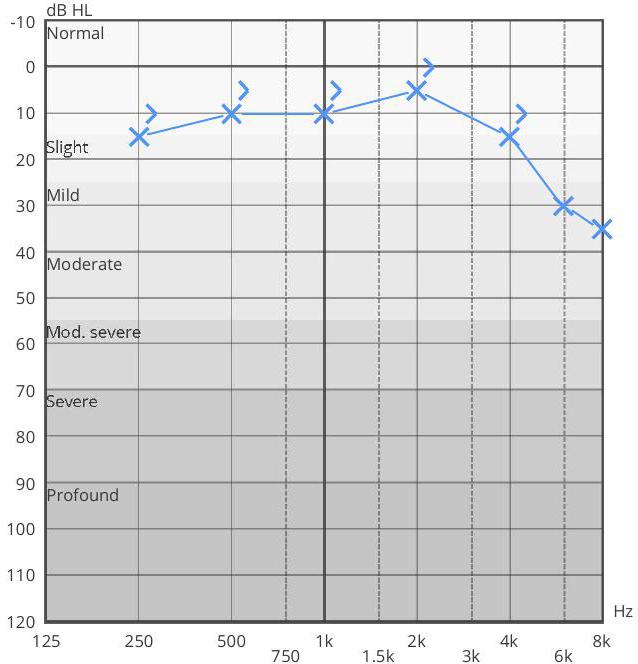 dB HL
-10
Normal
0
10
Slight
20
Mild
30
40
Moderate
50
Mod. severe
60
70
Severe
80
90
Profound
100
110
120
Hz
125 250 500 1k 2k 4k 8k
750 1.5k 3k 6k